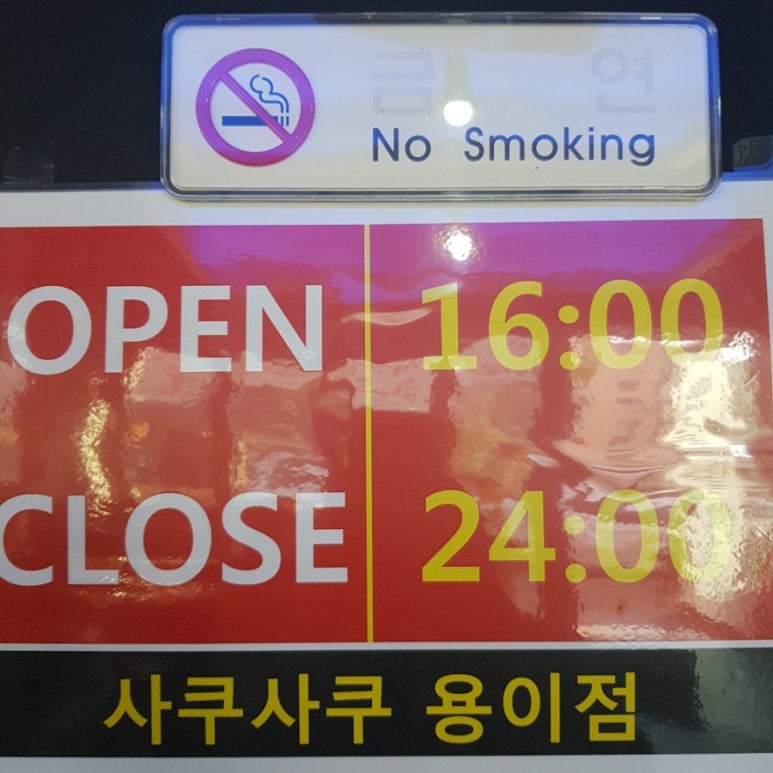 금 연
No Smoking
OPEN 16:00
CLOSE 24:00
사쿠사쿠 용이점